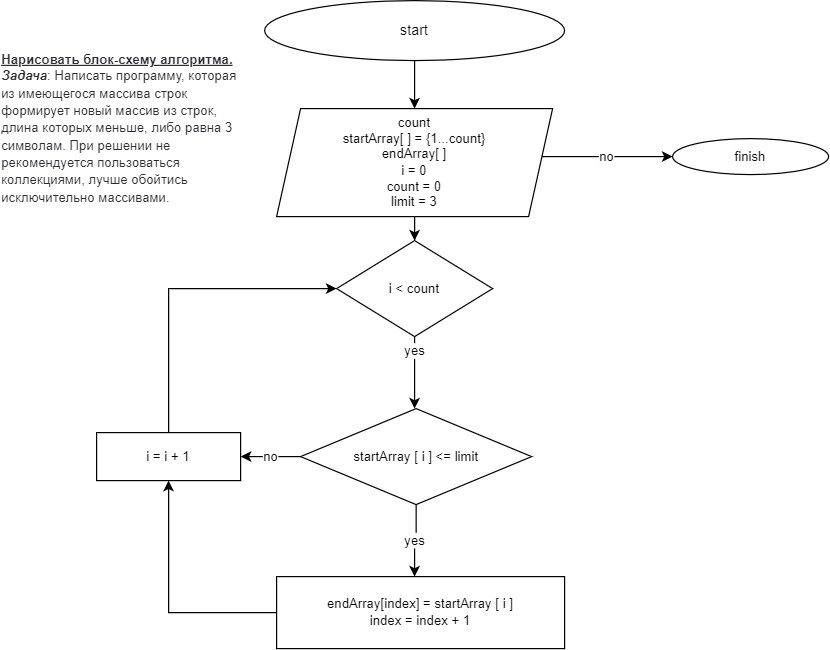 start
Нарисовать блок-схему алгоритма.
Задача: Написать программу, которая
из имеющегося массива строк
формирует новый массив из строк,
длина которых меньше, либо равна 3
символам. При решении не
рекомендуется пользоваться
коллекциями, лучше обойтись
исключительно массивами.
count
startArray[ ] = {1...count}
endArray[ ]
i = 0
count = 0
limit = 3
no
finish
i < count
yes
i = i + 1
no
startArray [ i ] <= limit
yes
endArray[index] = startArray [ i ]
index = index + 1